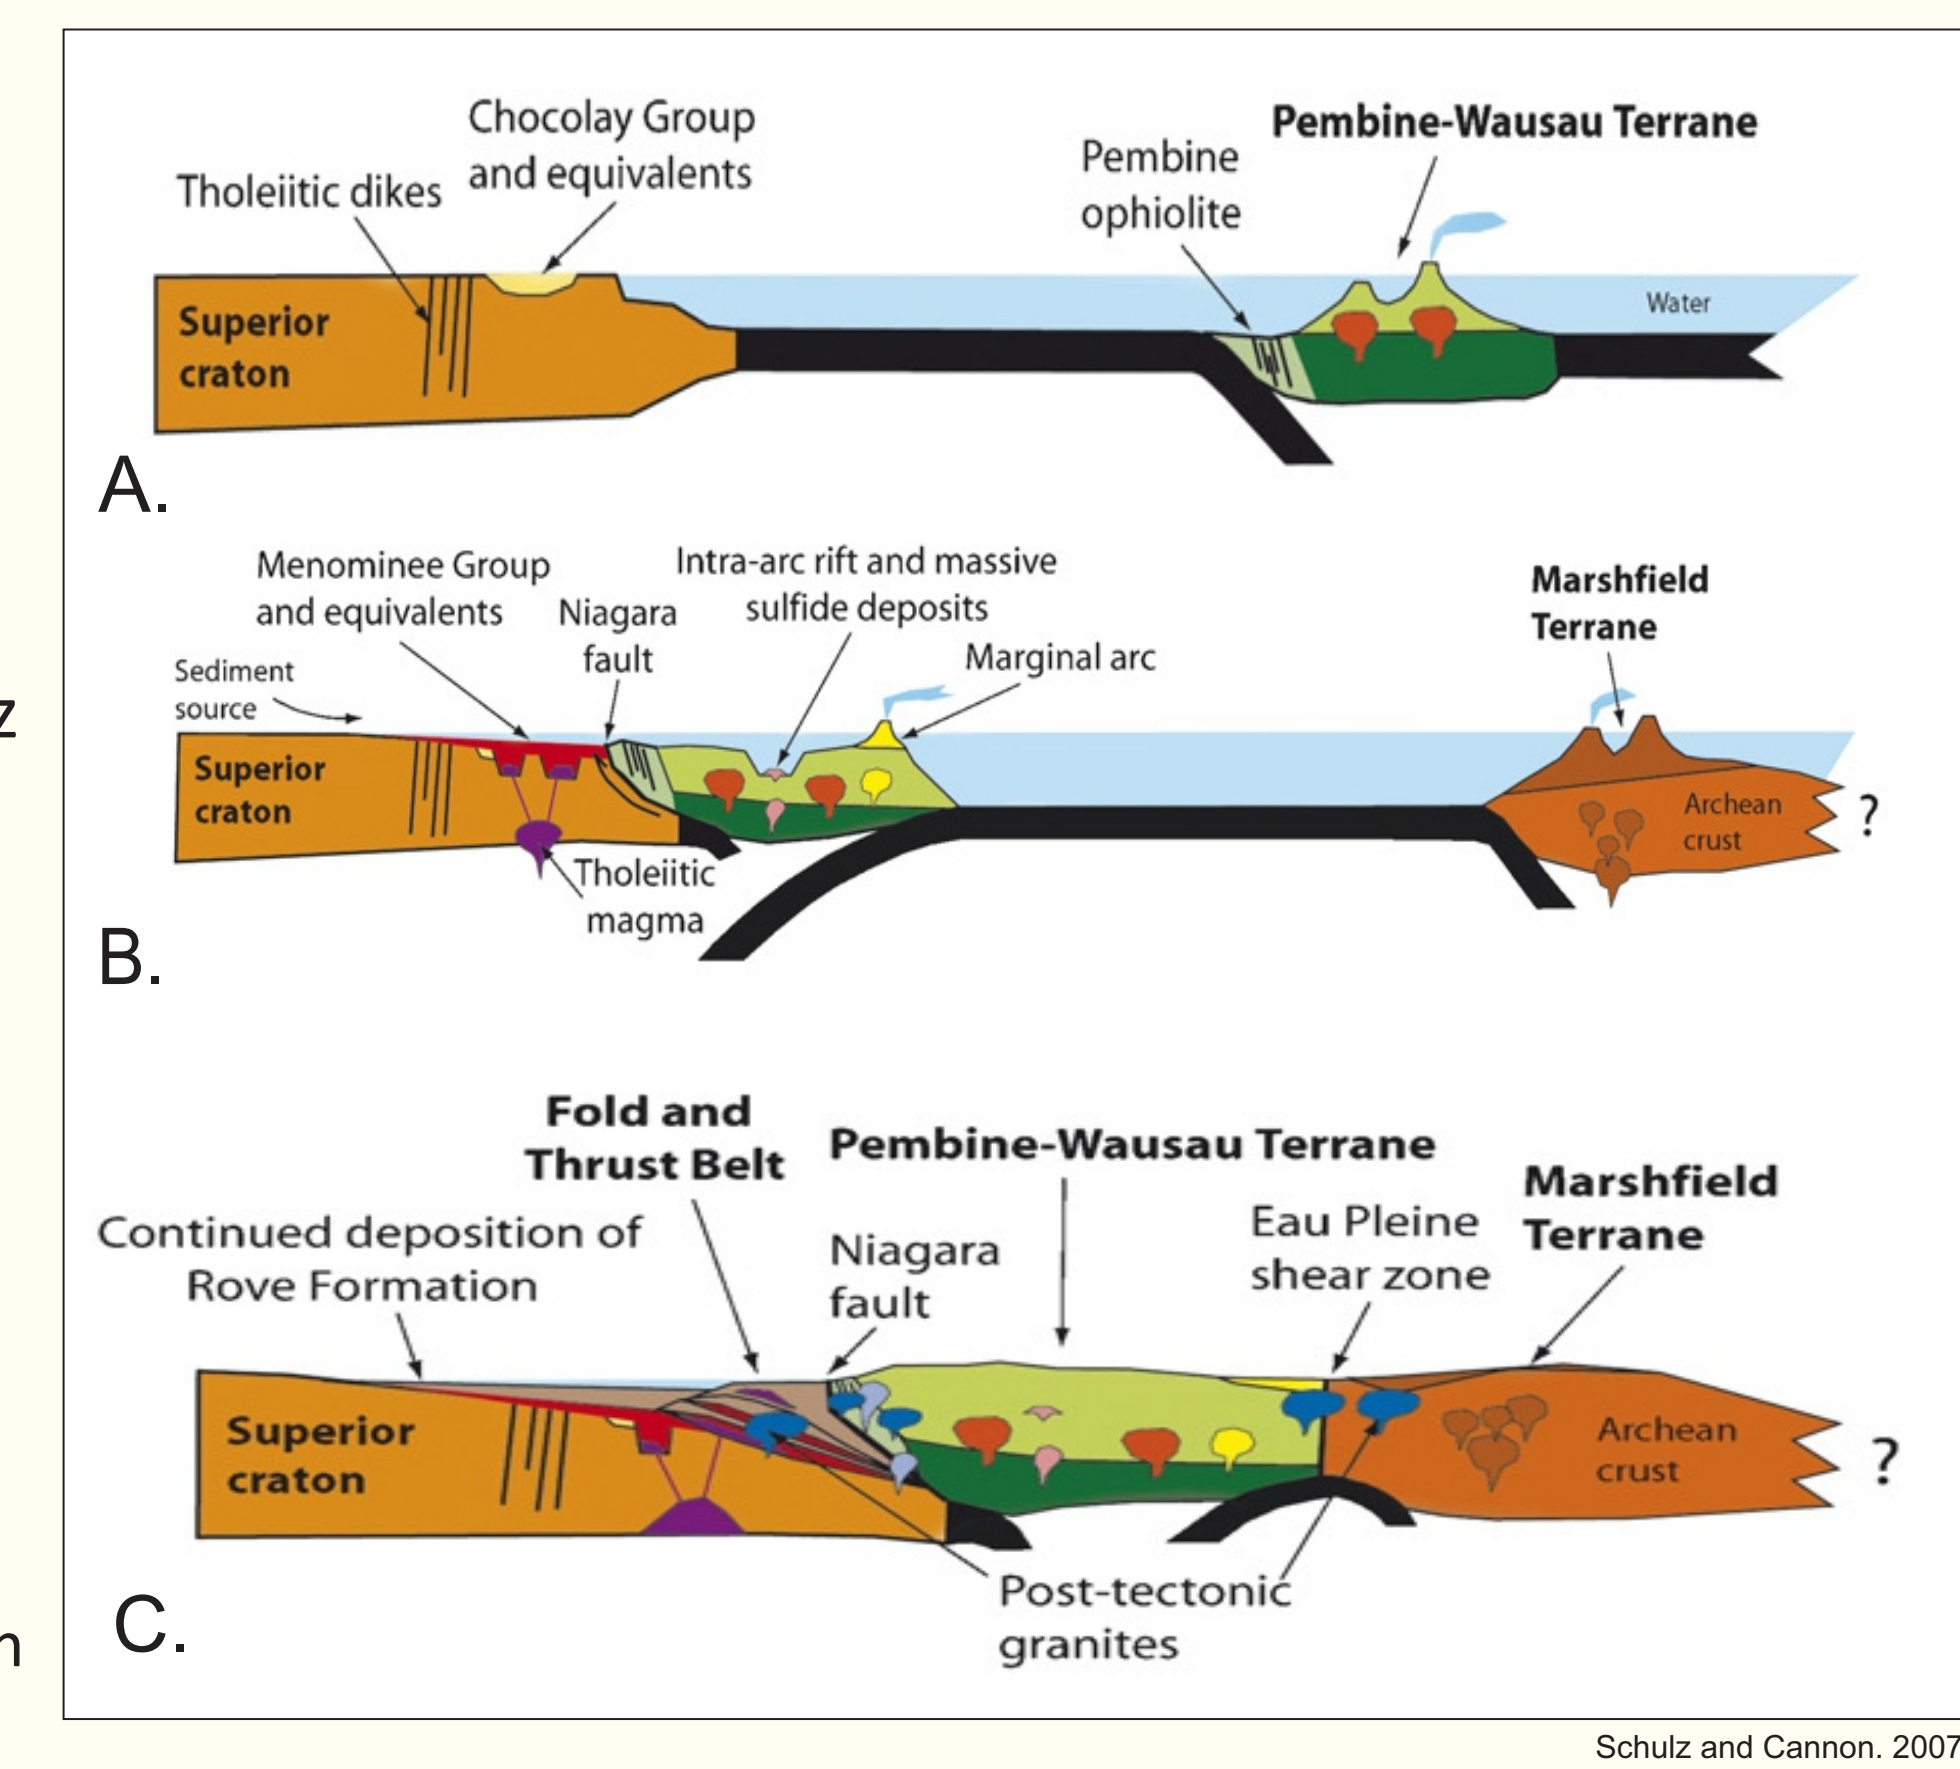 Chocolay Group
and equivalents
Tholeiitic dikes
Pembine-Wausau Terrane
Pembine
ophiolite
Water
Superior
craton
A.
Menominee Group
and equivalents
Niagara
fault
Intra-arc rift and massive
sulfide deposits
Marginal arc
Marshfield
Terrane
Sediment
source
z
Superior
craton
Archean
crust
?
Tholeiitic
magma
B.
Fold and
Thrust Belt
Pembine-Wausau Terrane
Marshfield
Terrane
Continued deposition of
Rove Formation
Niagara
fault
Eau Pleine
shear zone
Superior
craton
Archean
crust
?
Post-tectonic
granites
C.
n
Schulz and Cannon. 2007